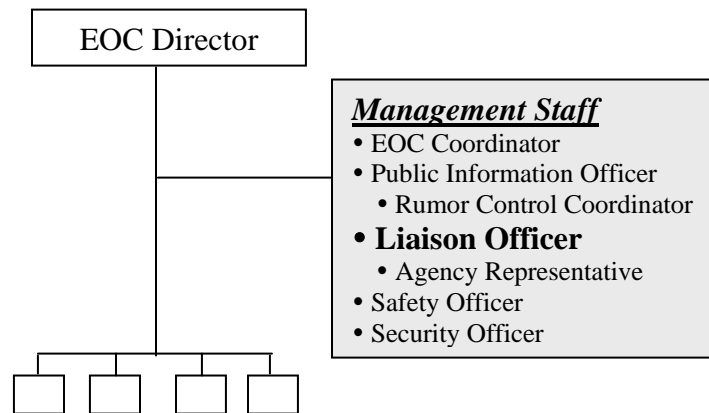 EOC Director
Management Staff
• EOC Coordinator
• Public Information Officer
• Rumor Control Coordinator
• Liaison Officer
• Agency Representative
• Safety Officer
• Security Officer